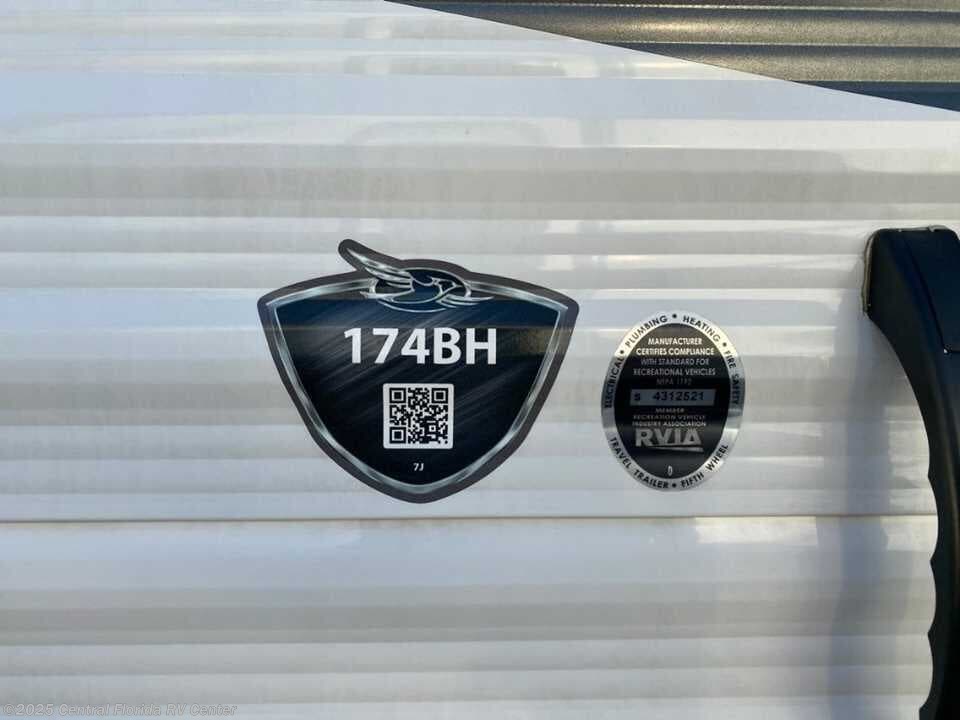 174BH
7J
ELECTRICAL • PLUMBING • HEATING • FIRE SAFETY
MANUFACTURER
CERTIFIES COMPLIANCE
WITH STANDARD FOR
RECREATIONAL VEHICLES
NFPA 1192
S 4312521
MEMBER
RECREATION VEHICLE
INDUSTRY ASSOCIATION
RVIA
D
TRAVEL TRAILER • FIFTH WHEEL
©2025 Central Florida RV Center